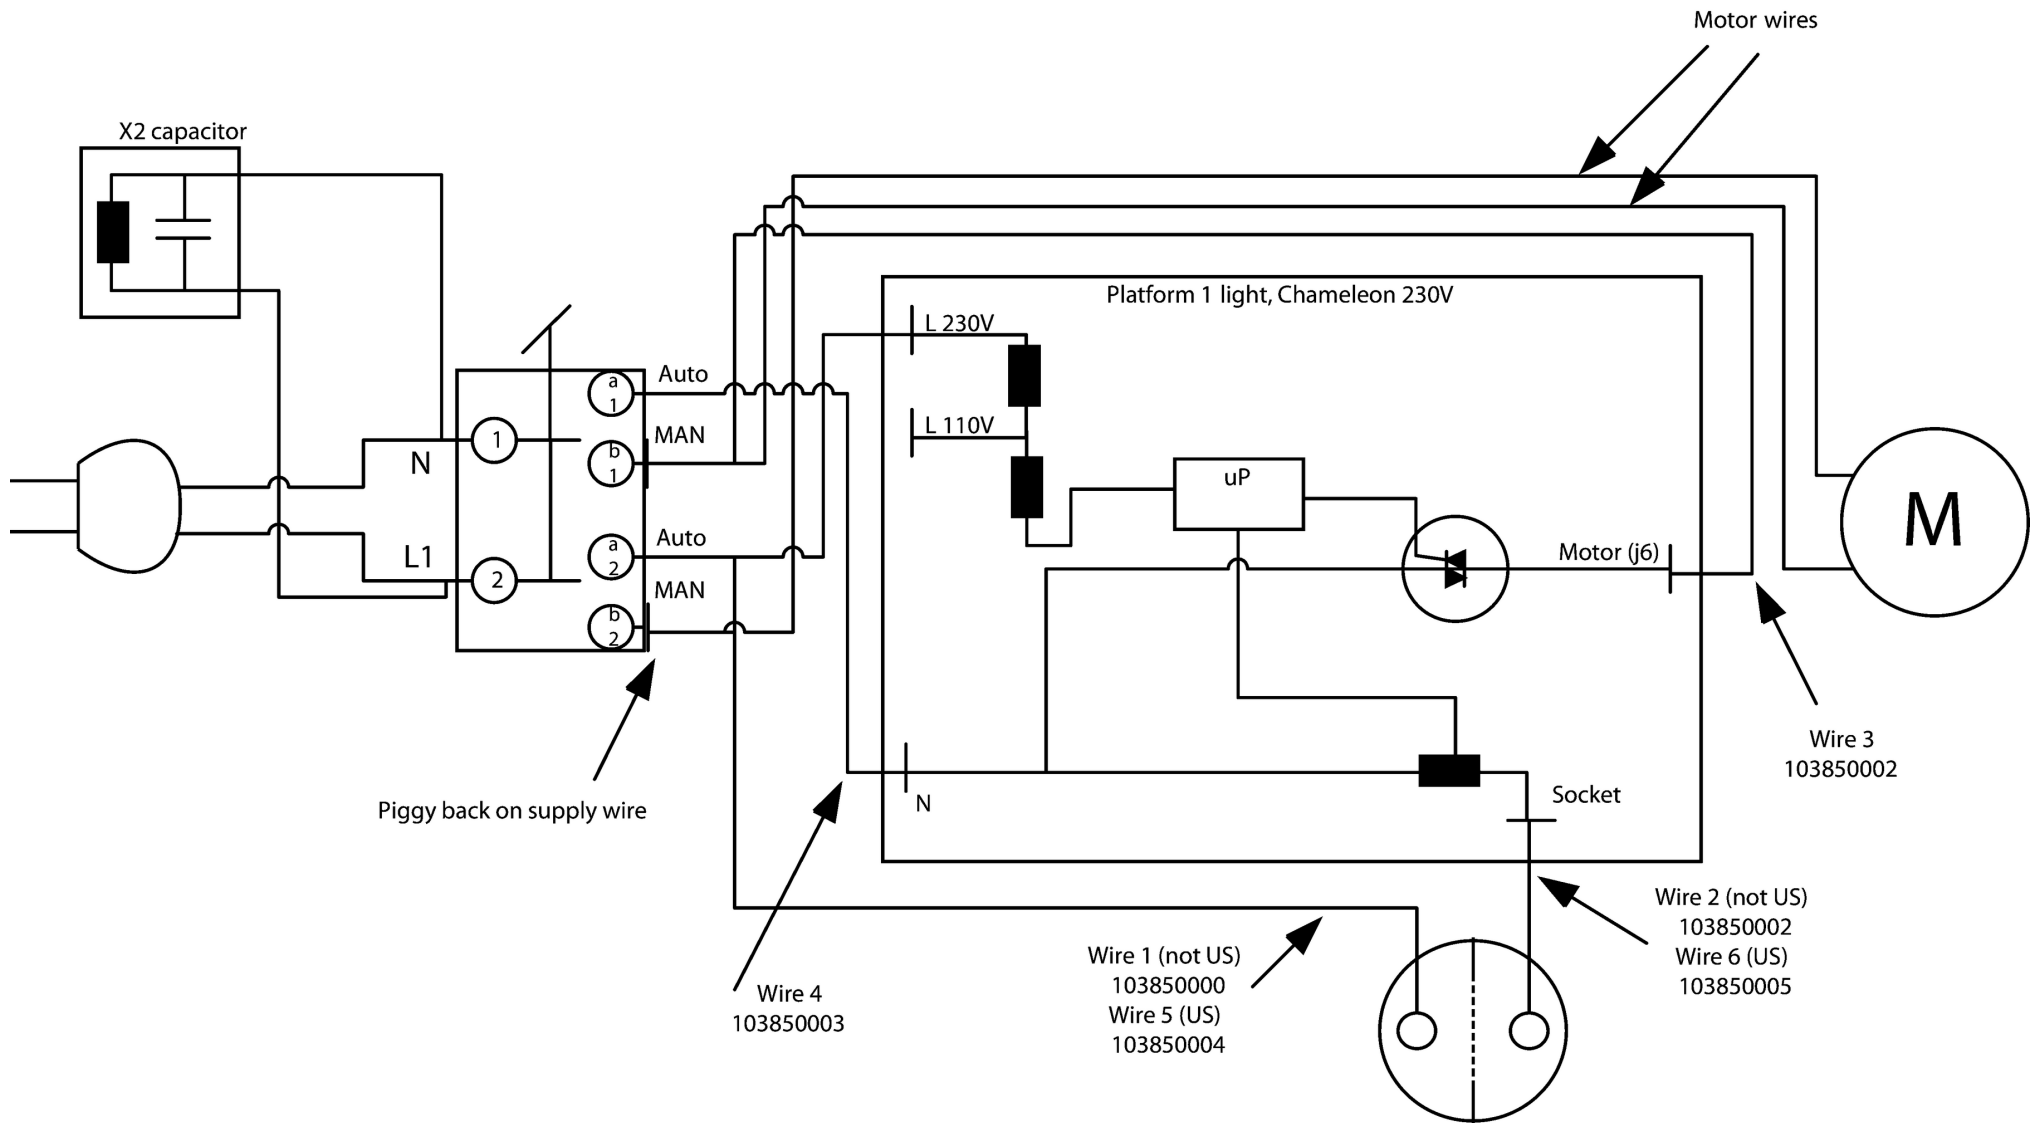 Motor wires
X2 capacitor
Platform 1 light, Chameleon 230V
L 230V
Auto
a
1
L 110V
MAN
N
1
b
1
uP
M
Auto
a
2
L1
2
Motor (j6)
MAN
b
2
Wire 3
103850002
Piggy back on supply wire
N
Socket
Wire 2 (not US)
103850002
Wire 6 (US)
103850005
Wire 1 (not US)
103850000
Wire 5 (US)
103850004
Wire 4
103850003